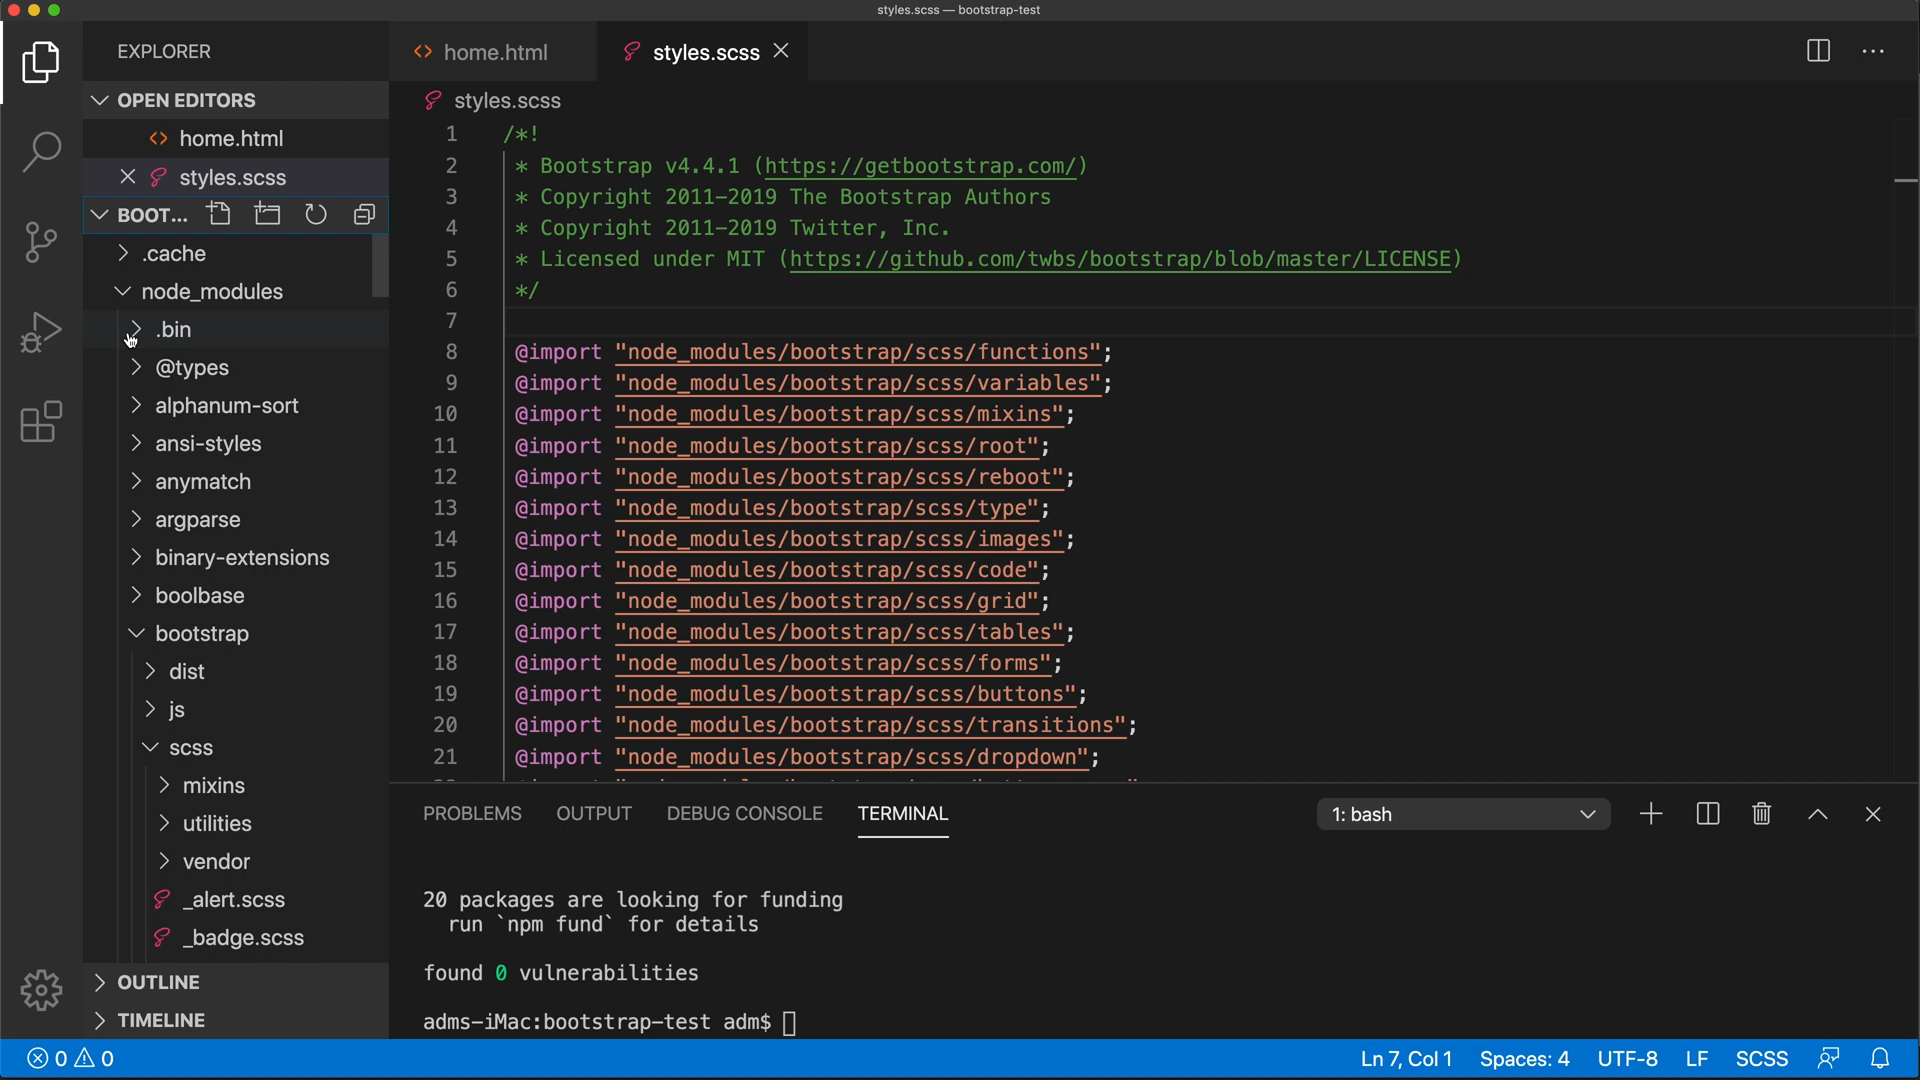 styles.scss — bootstrap-test
EXPLORER
OPEN EDITORS
home.html
styles.scss
BOOT...
.cache
node_modules
.bin
@types
alphanum-sort
ansi-styles
anymatch
argparse
binary-extensions
boolbase
bootstrap
dist
js
scss
mixins
utilities
vendor
_alert.scss
_badge.scss
OUTLINE
TIMELINE
home.html
styles.scss
styles.scss
1 /*!
2 * Bootstrap v4.4.1 (https://getbootstrap.com/)
3 * Copyright 2011–2019 The Bootstrap Authors
4 * Copyright 2011–2019 Twitter, Inc.
5 * Licensed under MIT (https://github.com/twbs/bootstrap/blob/master/LICENSE)
6 */
7
8 @import "node_modules/bootstrap/scss/functions";
9 @import "node_modules/bootstrap/scss/variables";
10 @import "node_modules/bootstrap/scss/mixins";
11 @import "node_modules/bootstrap/scss/root";
12 @import "node_modules/bootstrap/scss/reboot";
13 @import "node_modules/bootstrap/scss/type";
14 @import "node_modules/bootstrap/scss/images";
15 @import "node_modules/bootstrap/scss/code";
16 @import "node_modules/bootstrap/scss/grid";
17 @import "node_modules/bootstrap/scss/tables";
18 @import "node_modules/bootstrap/scss/forms";
19 @import "node_modules/bootstrap/scss/buttons";
20 @import "node_modules/bootstrap/scss/transitions";
21 @import "node_modules/bootstrap/scss/dropdown";
PROBLEMS OUTPUT DEBUG CONSOLE TERMINAL 1: bash
20 packages are looking for funding
run `npm fund` for details
found 0 vulnerabilities
adms-iMac:bootstrap-test adm$
0 0 Ln 7, Col 1 Spaces: 4 UTF-8 LF SCSS